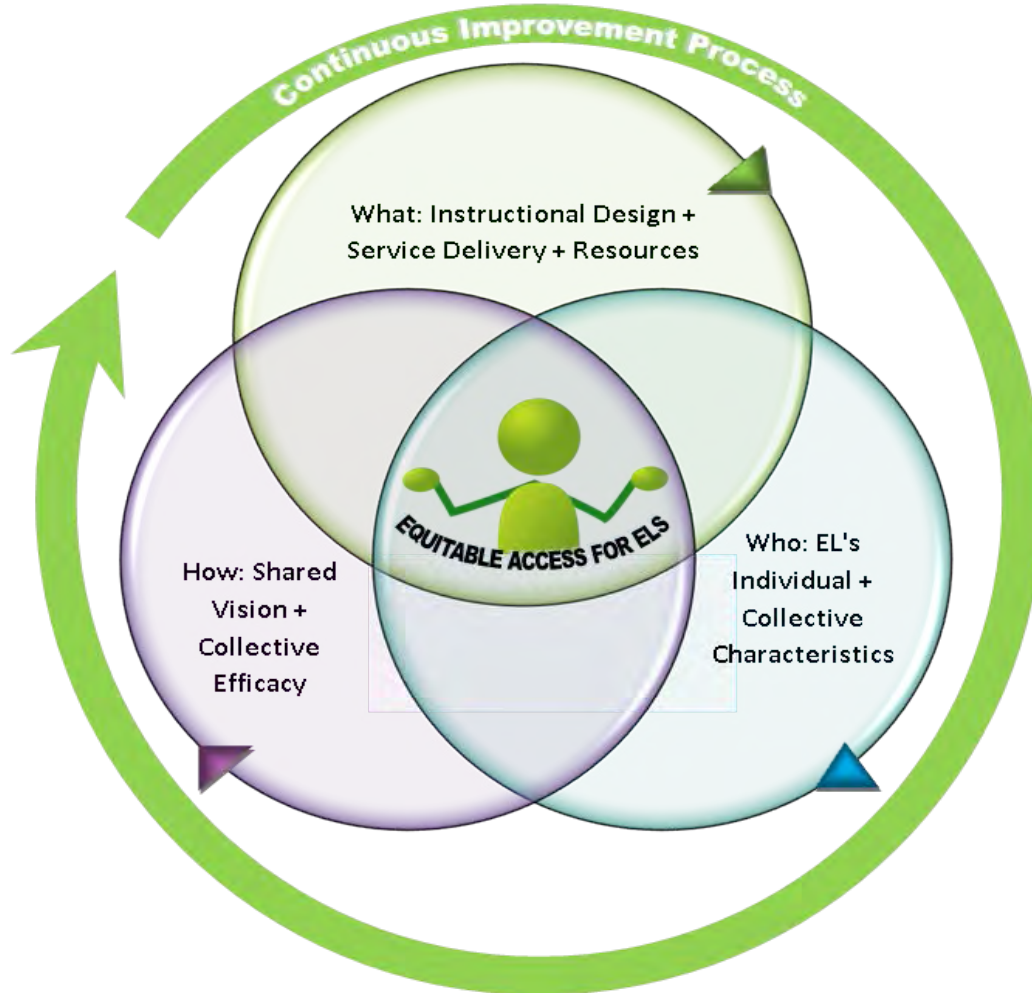 Continuous Improvement Process
What: Instructional Design +
Service Delivery + Resources
EQUITABLE ACCESS FOR ELS
How: Shared
Vision +
Collective
Efficacy
Who: EL's
Individual +
Collective
Characteristics